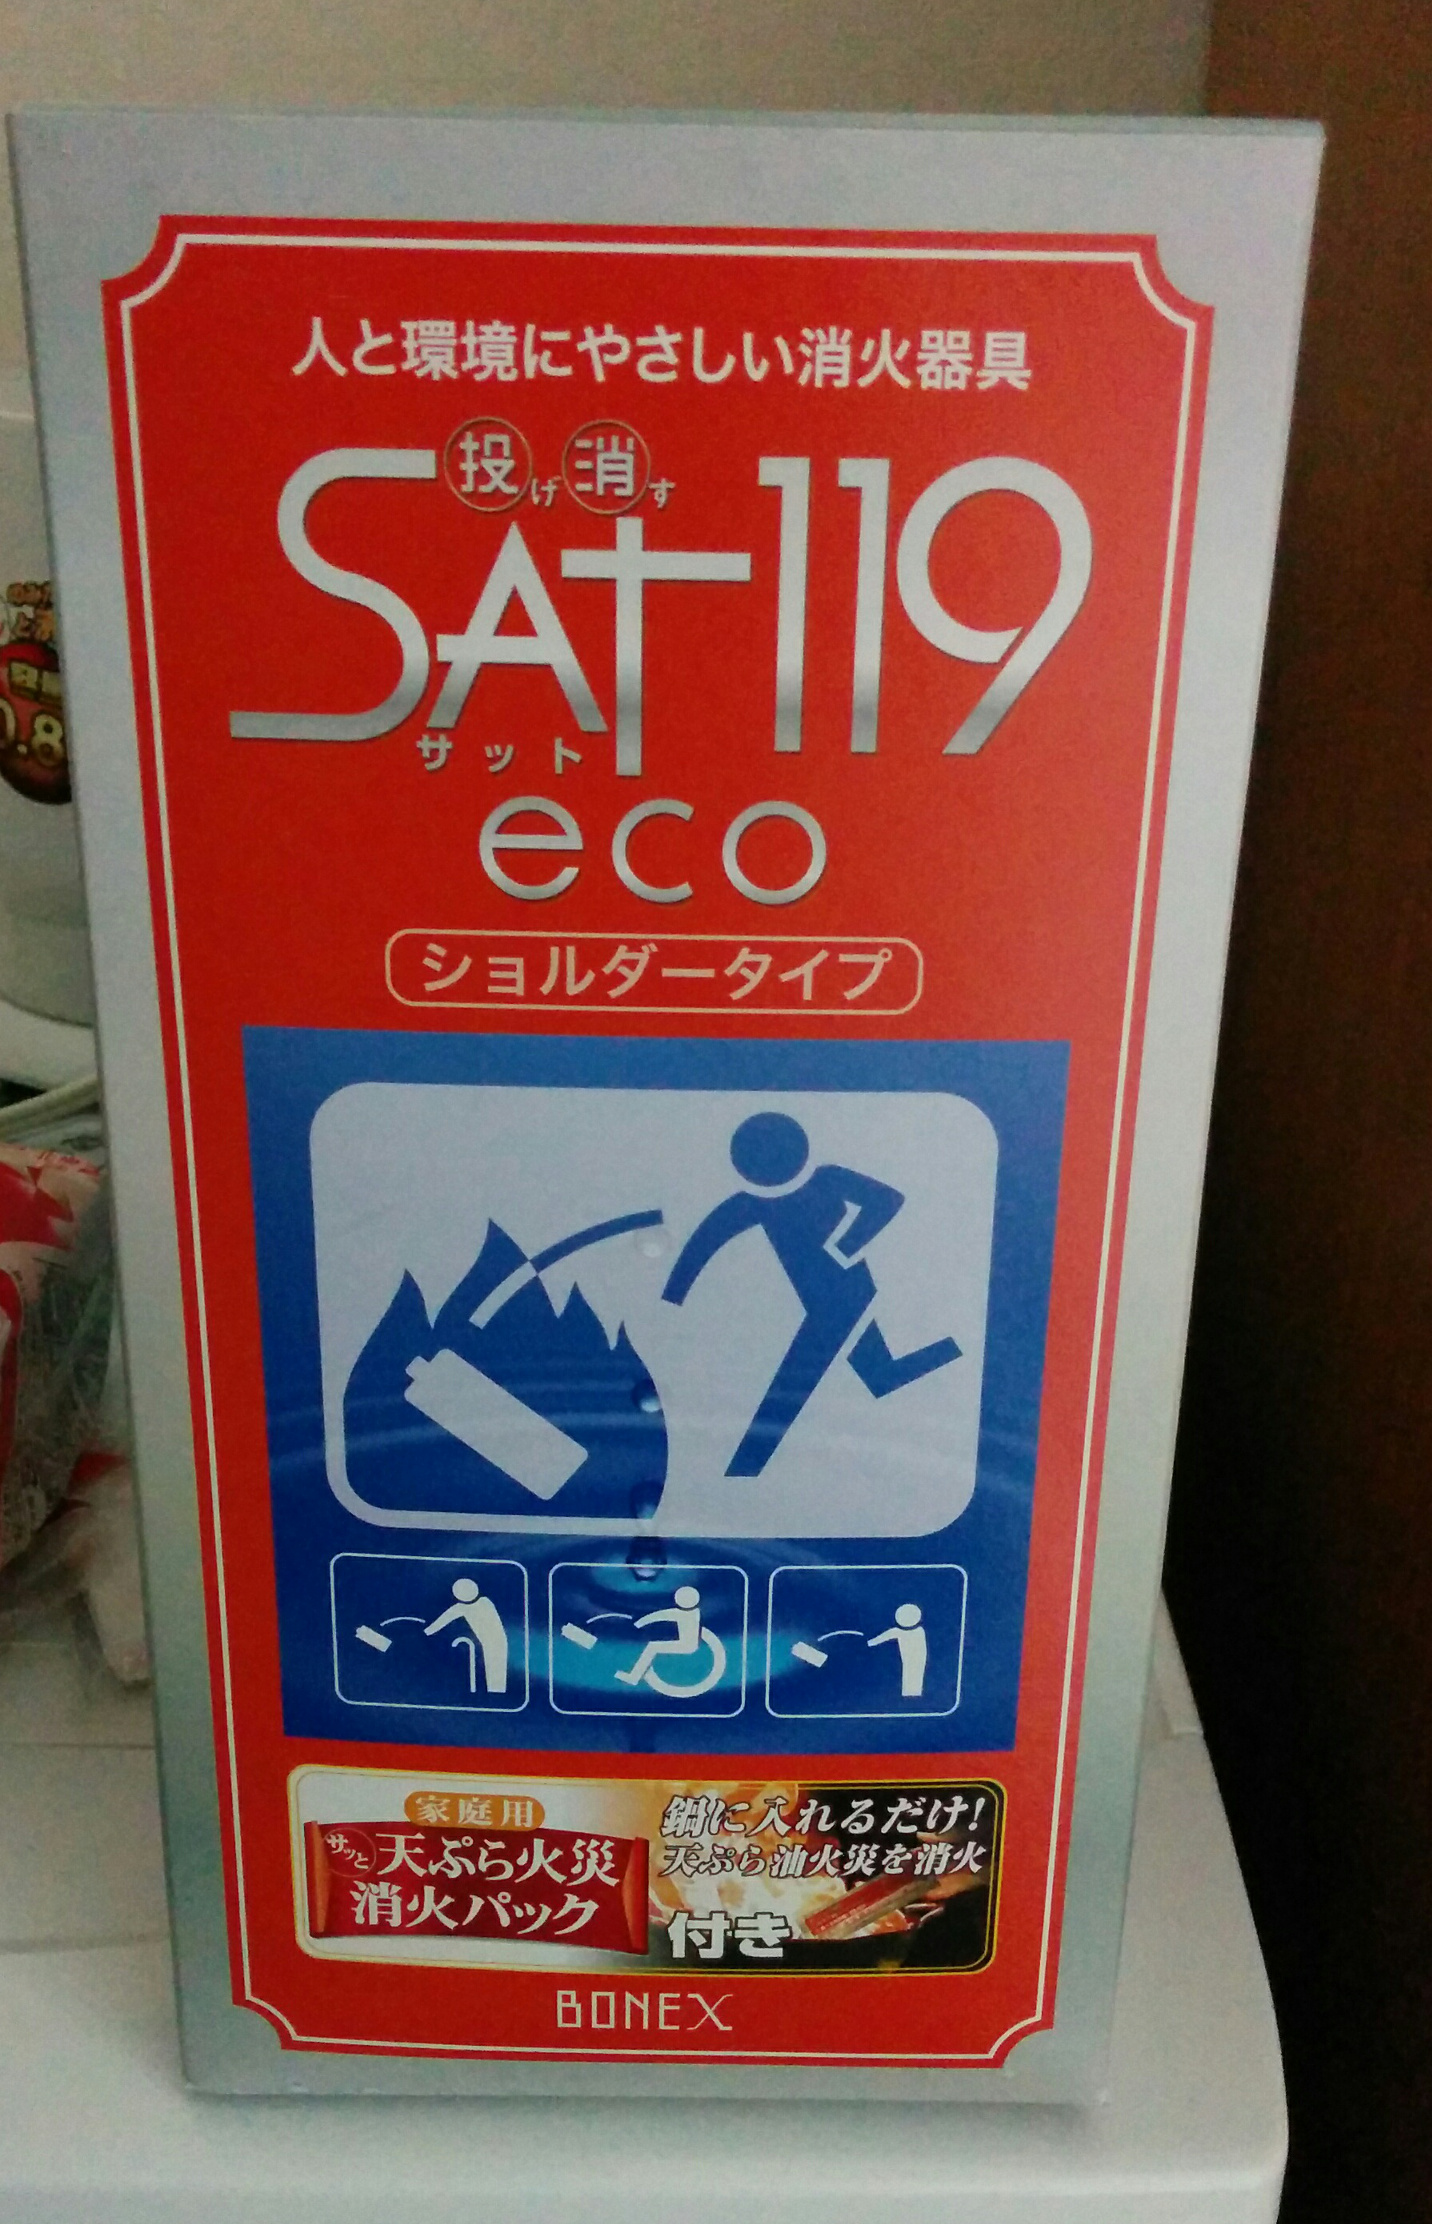 人と環境にやさしい消火器具
投げ消す
SAT119
サット
eco
ショルダータイプ
家庭用
サッと天ぷら火災
消火パック
鍋に入れるだけ!
天ぷら油火災を消火
付き
BONEX